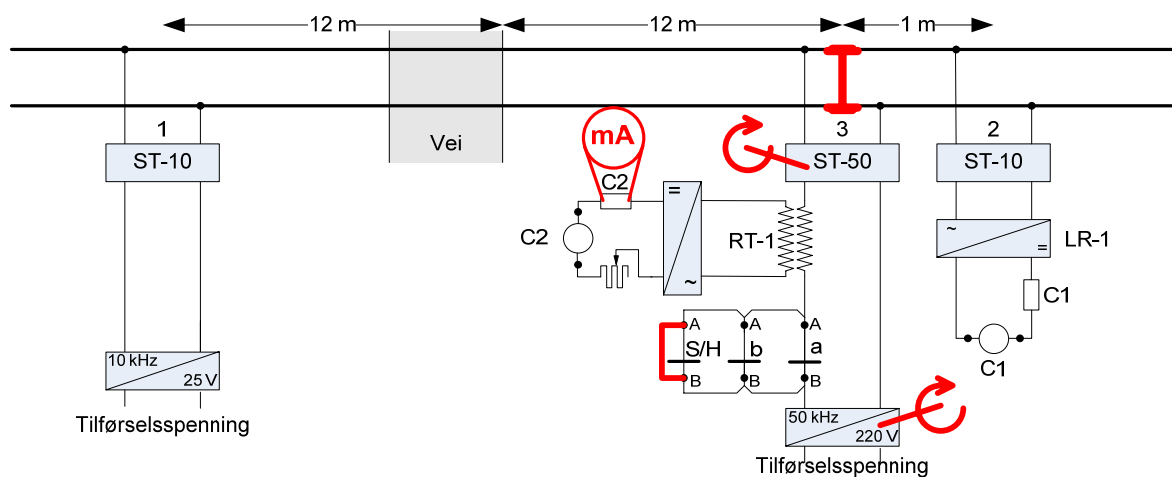 12 m 12 m 1 m
Vei
1 3 2
ST-10 ST-50 ST-10
mA
C2
C2
=
~
RT-1
~
=
LR-1
C1
C1
A A A
S/H b a
B B B
10 kHz
25 V
Tilførselsspenning
50 kHz
220 V
Tilførselsspenning